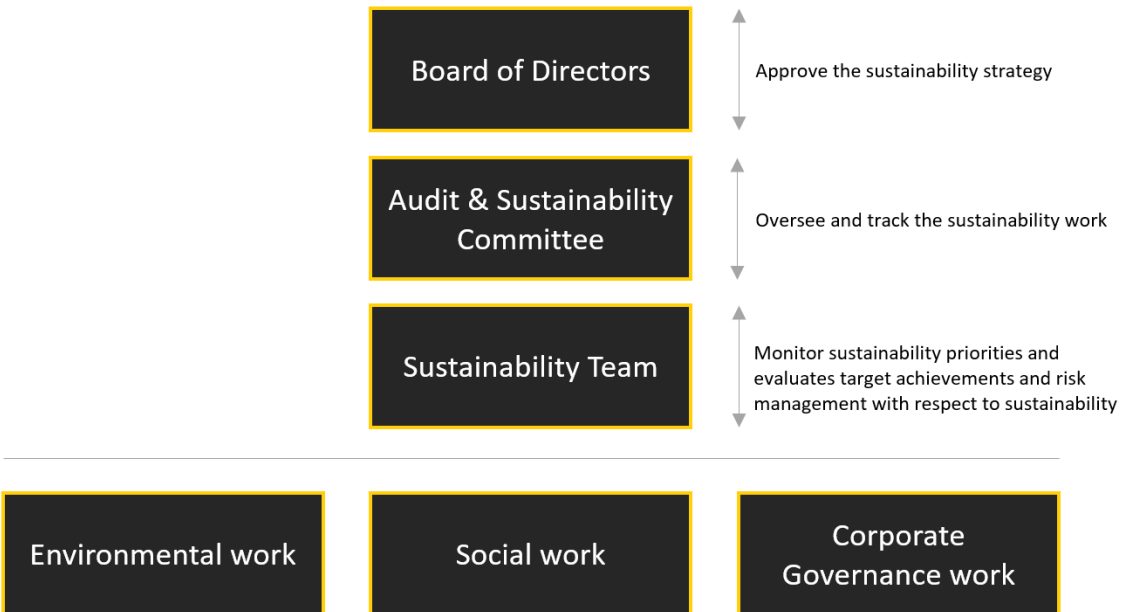 Board of Directors
Approve the sustainability strategy
Audit & Sustainability
Committee
Oversee and track the sustainability work
Sustainability Team
Monitor sustainability priorities and
evaluates target achievements and risk
management with respect to sustainability
Environmental work
Social work
Corporate
Governance work